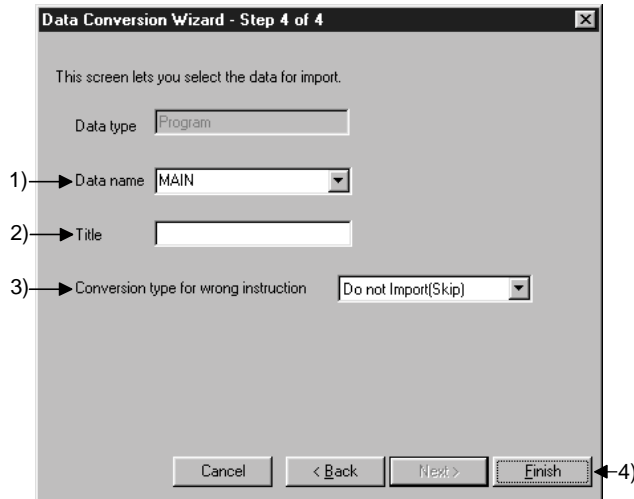 Data Conversion Wizard - Step 4 of 4
This screen lets you select the data for import.
Data type Program
1) Data name MAIN
2) Title
3) Conversion type for wrong instruction Do not Import(Skip)
Cancel < Back Next > Finish 4)